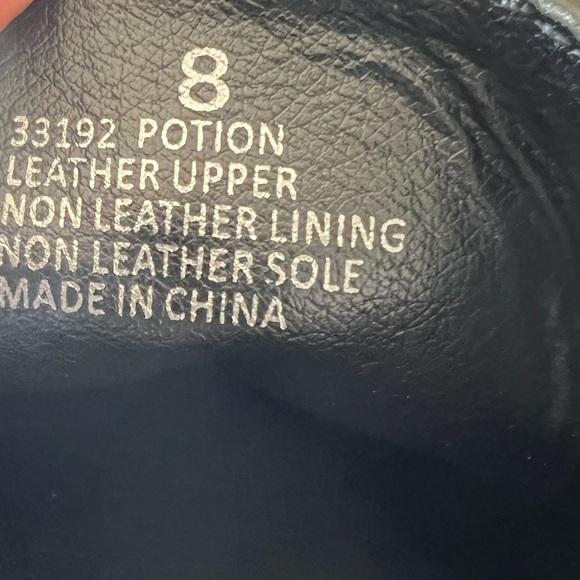 8
33192 POTION
LEATHER UPPER
NON LEATHER LINING
NON LEATHER SOLE
MADE IN CHINA